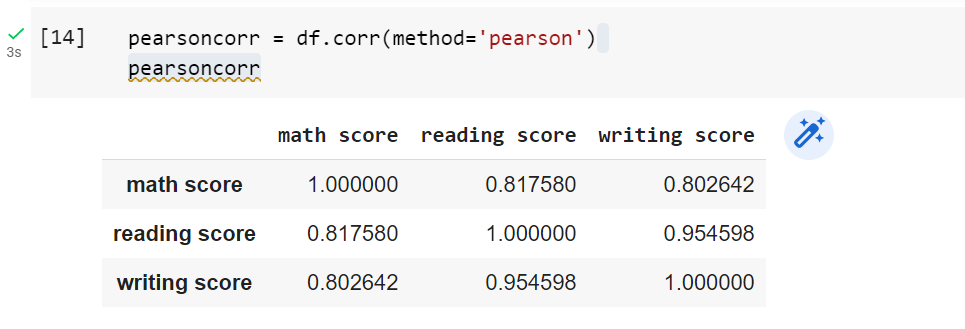 [14] pearsoncorr = df.corr(method='pearson')
3s
pearsoncorr
math score reading score writing score
math score 1.000000 0.817580 0.802642
reading score 0.817580 1.000000 0.954598
writing score 0.802642 0.954598 1.000000